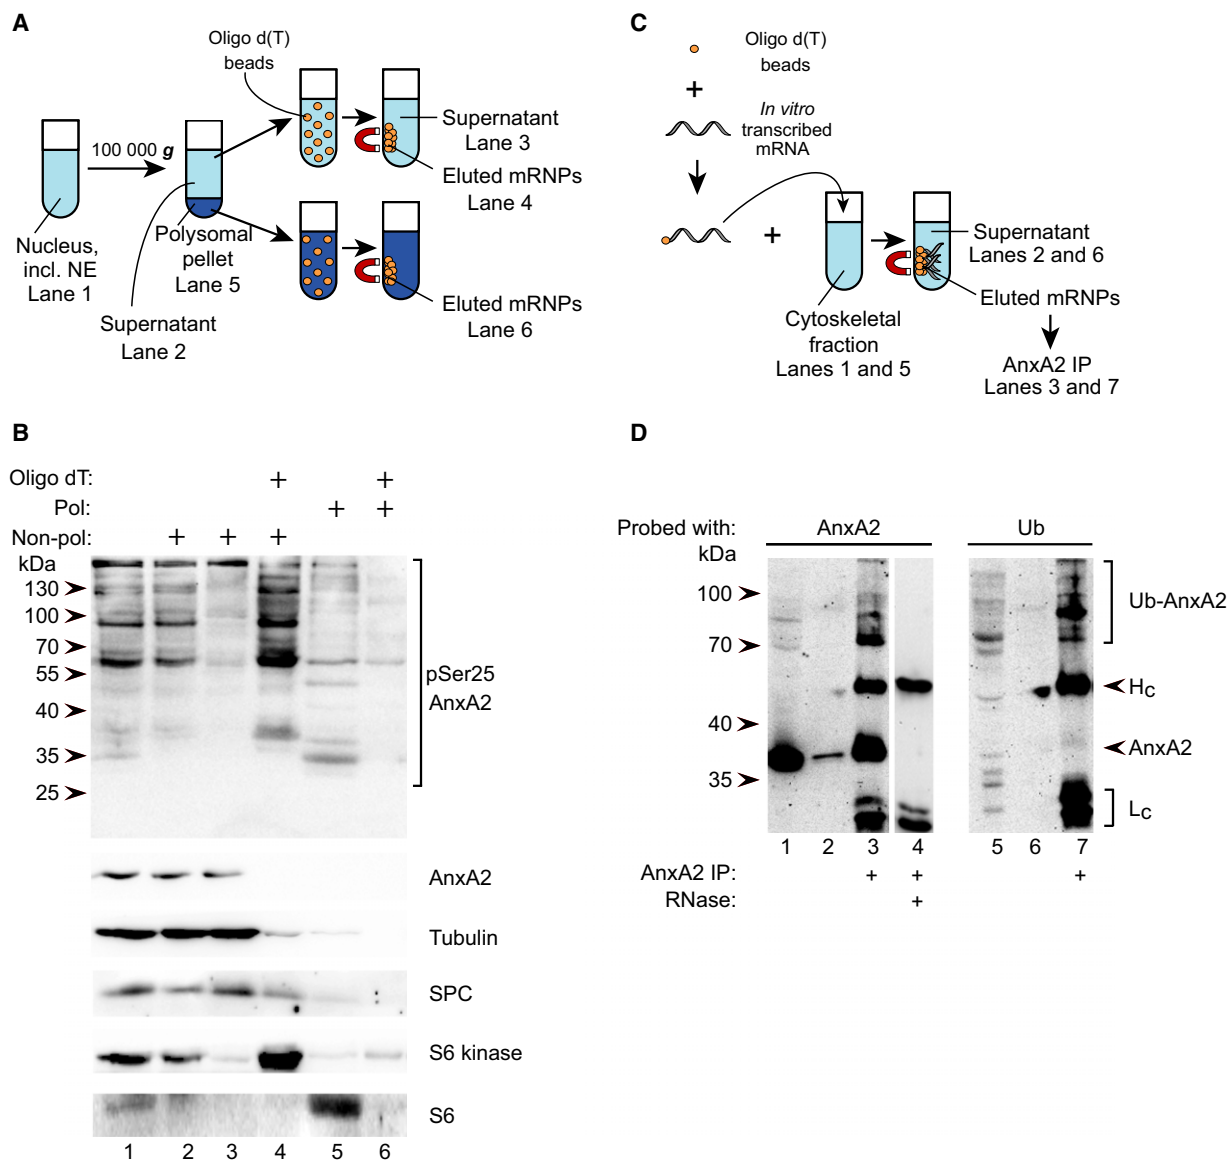 A
Oligo d(T)
beads
100 000 g
Supernatant
Lane 3
Eluted mRNPs
Lane 4
Nucleus,
incl. NE
Lane 1
Polysomal
pellet
Lane 5
Supernatant
Lane 2
Eluted mRNPs
Lane 6
C
Oligo d(T)
beads
+
In vitro
transcribed
mRNA
+
Supernatant
Lanes 2 and 6
Eluted mRNPs
Cytoskeletal
fraction
Lanes 1 and 5
AnxA2 IP
Lanes 3 and 7
B
Oligo dT: + +
Pol: + +
Non-pol: + + +
kDa
130
100
70
55
40
35
25
pSer25
AnxA2
AnxA2
Tubulin
SPC
S6 kinase
S6
1 2 3 4 5 6
D
Probed with: AnxA2 Ub
kDa
100
70
40
35
Ub-AnxA2
HC
AnxA2
LC
1 2 3 4 5 6 7
AnxA2 IP: + + +
RNase: +